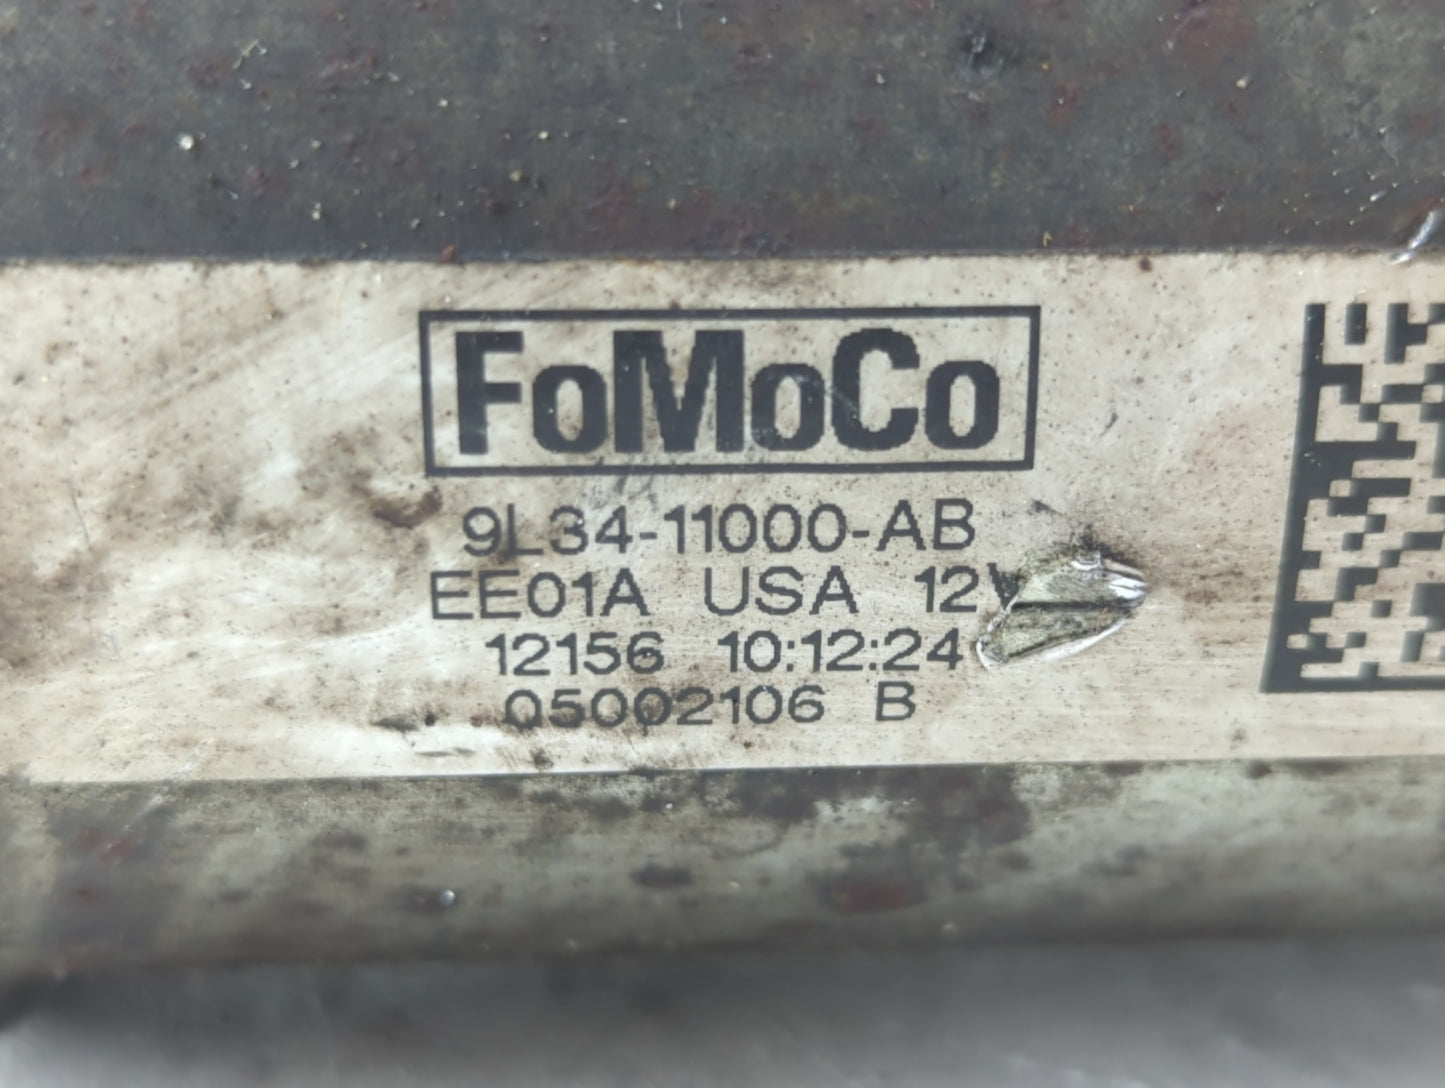 FoMoCo
9L34-11000-AB
EE01A USA 12V
12156 10:12:24
05002106 B